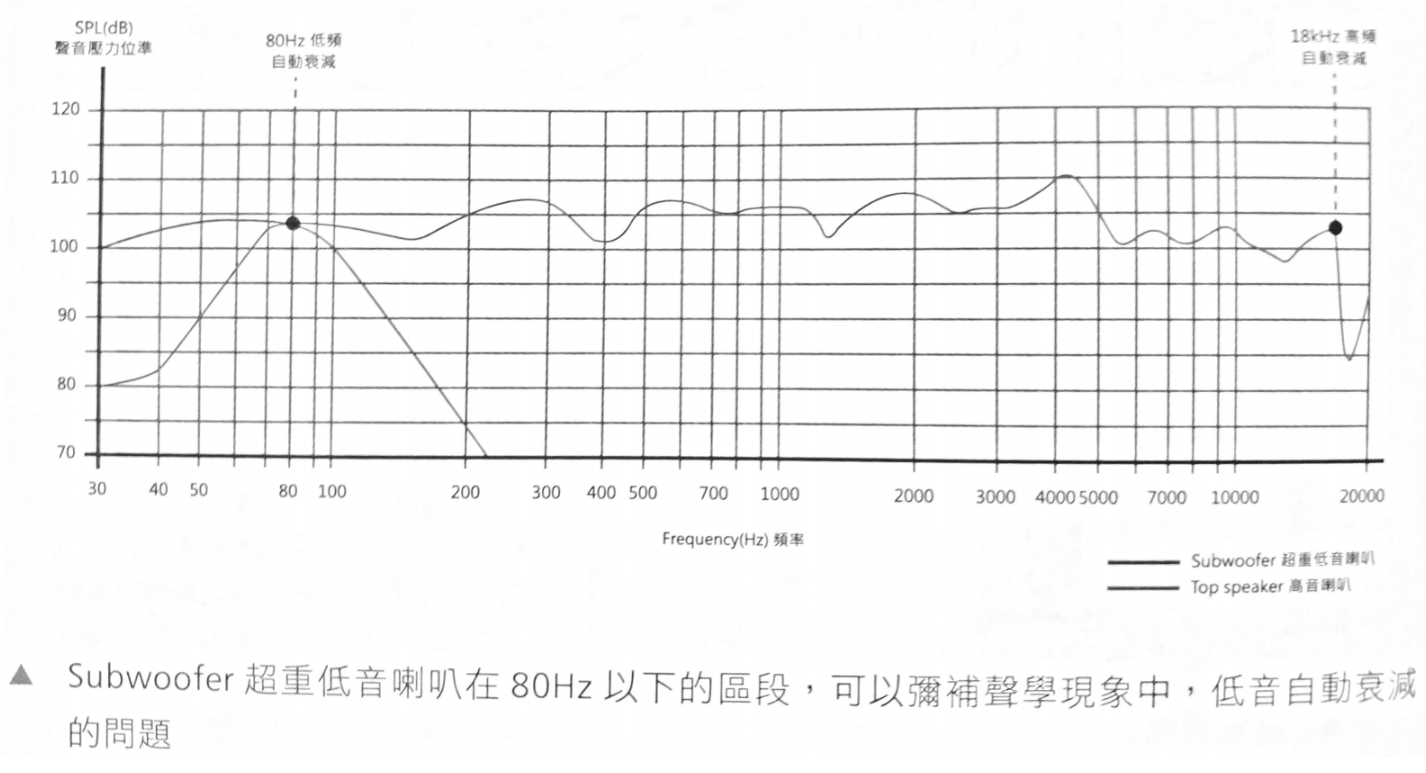 SPL(dB)
聲音壓力位準
80Hz 低頻
自動衰減
18kHz 高頻
自動衰減
120
110
100
90
80
70
30 40 50 80 100 200 300 400 500 700 1000 2000 3000 4000 5000 7000 10000 20000
Frequency(Hz) 頻率
Subwoofer 超重低音喇叭
Top speaker 高音喇叭
▲ Subwoofer 超重低音喇叭在 80Hz 以下的區段,可以彌補聲學現象中,低音自動衰減
的問題